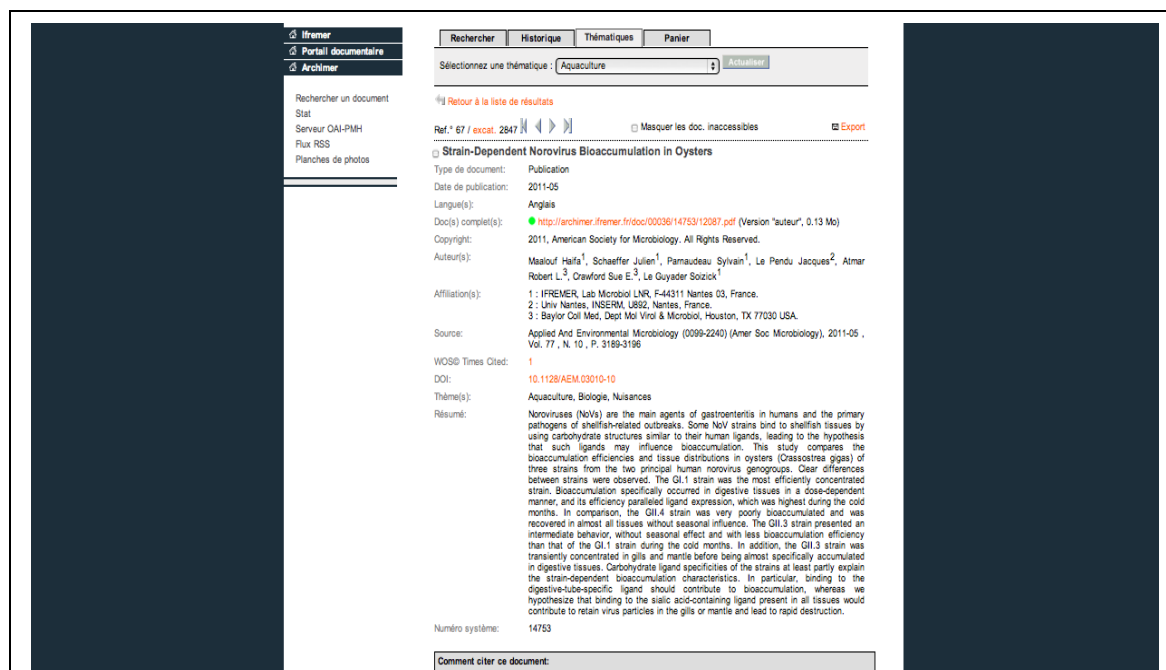 Ifremer
Portail documentaire
Archimer
Rechercher un document
Stat
Serveur OAI-PMH
Flux RSS
Planches de photos
Rechercher Historique Thématiques Panier
Sélectionnez une thématique : Aquaculture Actualiser
Retour à la liste de résultats
Ref.° 67 / excat. 2847 Masquer les doc. inaccessibles Export
Strain-Dependent Norovirus Bioaccumulation in Oysters
Type de document: Publication
Date de publication: 2011-05
Langue(s): Anglais
Doc(s) complet(s): http://archimer.ifremer.fr/doc/00036/14753/12087.pdf (Version "auteur", 0.13 Mo)
Copyright: 2011, American Society for Microbiology. All Rights Reserved.
Auteur(s): Maalouf Haifa1, Schaeffer Julien1, Parnaudeau Sylvain1, Le Pendu Jacques2, Atmar
Robert L.3, Crawford Sue E.3, Le Guyader Soizick1
Affiliation(s): 1 : IFREMER, Lab Microbiol LNR, F-44311 Nantes 03, France.
2 : Univ Nantes, INSERM, U892, Nantes, France.
3 : Baylor Coll Med, Dept Mol Virol & Microbiol, Houston, TX 77030 USA.
Source: Applied And Environmental Microbiology (0099-2240) (Amer Soc Microbiology), 2011-05 ,
Vol. 77 , N. 10 , P. 3189-3196
WOS© Times Cited: 1
DOI: 10.1128/AEM.03010-10
Thème(s): Aquaculture, Biologie, Nuisances
Résumé: Noroviruses (NoVs) are the main agents of gastroenteritis in humans and the primary
pathogens of shellfish-related outbreaks. Some NoV strains bind to shellfish tissues by
using carbohydrate structures similar to their human ligands, leading to the hypothesis
that such ligands may influence bioaccumulation. This study compares the
bioaccumulation efficiencies and tissue distributions in oysters (Crassostrea gigas) of
three strains from the two principal human norovirus genogroups. Clear differences
between strains were observed. The GI.1 strain was the most efficiently concentrated
strain. Bioaccumulation specifically occurred in digestive tissues in a dose-dependent
manner, and its efficiency paralleled ligand expression, which was highest during the cold
months. In comparison, the GII.4 strain was very poorly bioaccumulated and was
recovered in almost all tissues without seasonal influence. The GII.3 strain presented an
intermediate behavior, without seasonal effect and with less bioaccumulation efficiency
than that of the GI.1 strain during the cold months. In addition, the GII.3 strain was
transiently concentrated in gills and mantle before being almost specifically accumulated
in digestive tissues. Carbohydrate ligand specificities of the strains at least partly explain
the strain-dependent bioaccumulation characteristics. In particular, binding to the
digestive-tube-specific ligand should contribute to bioaccumulation, whereas we
hypothesize that binding to the sialic acid-containing ligand present in all tissues would
contribute to retain virus particles in the gills or mantle and lead to rapid destruction.
Numéro système: 14753
Comment citer ce document: